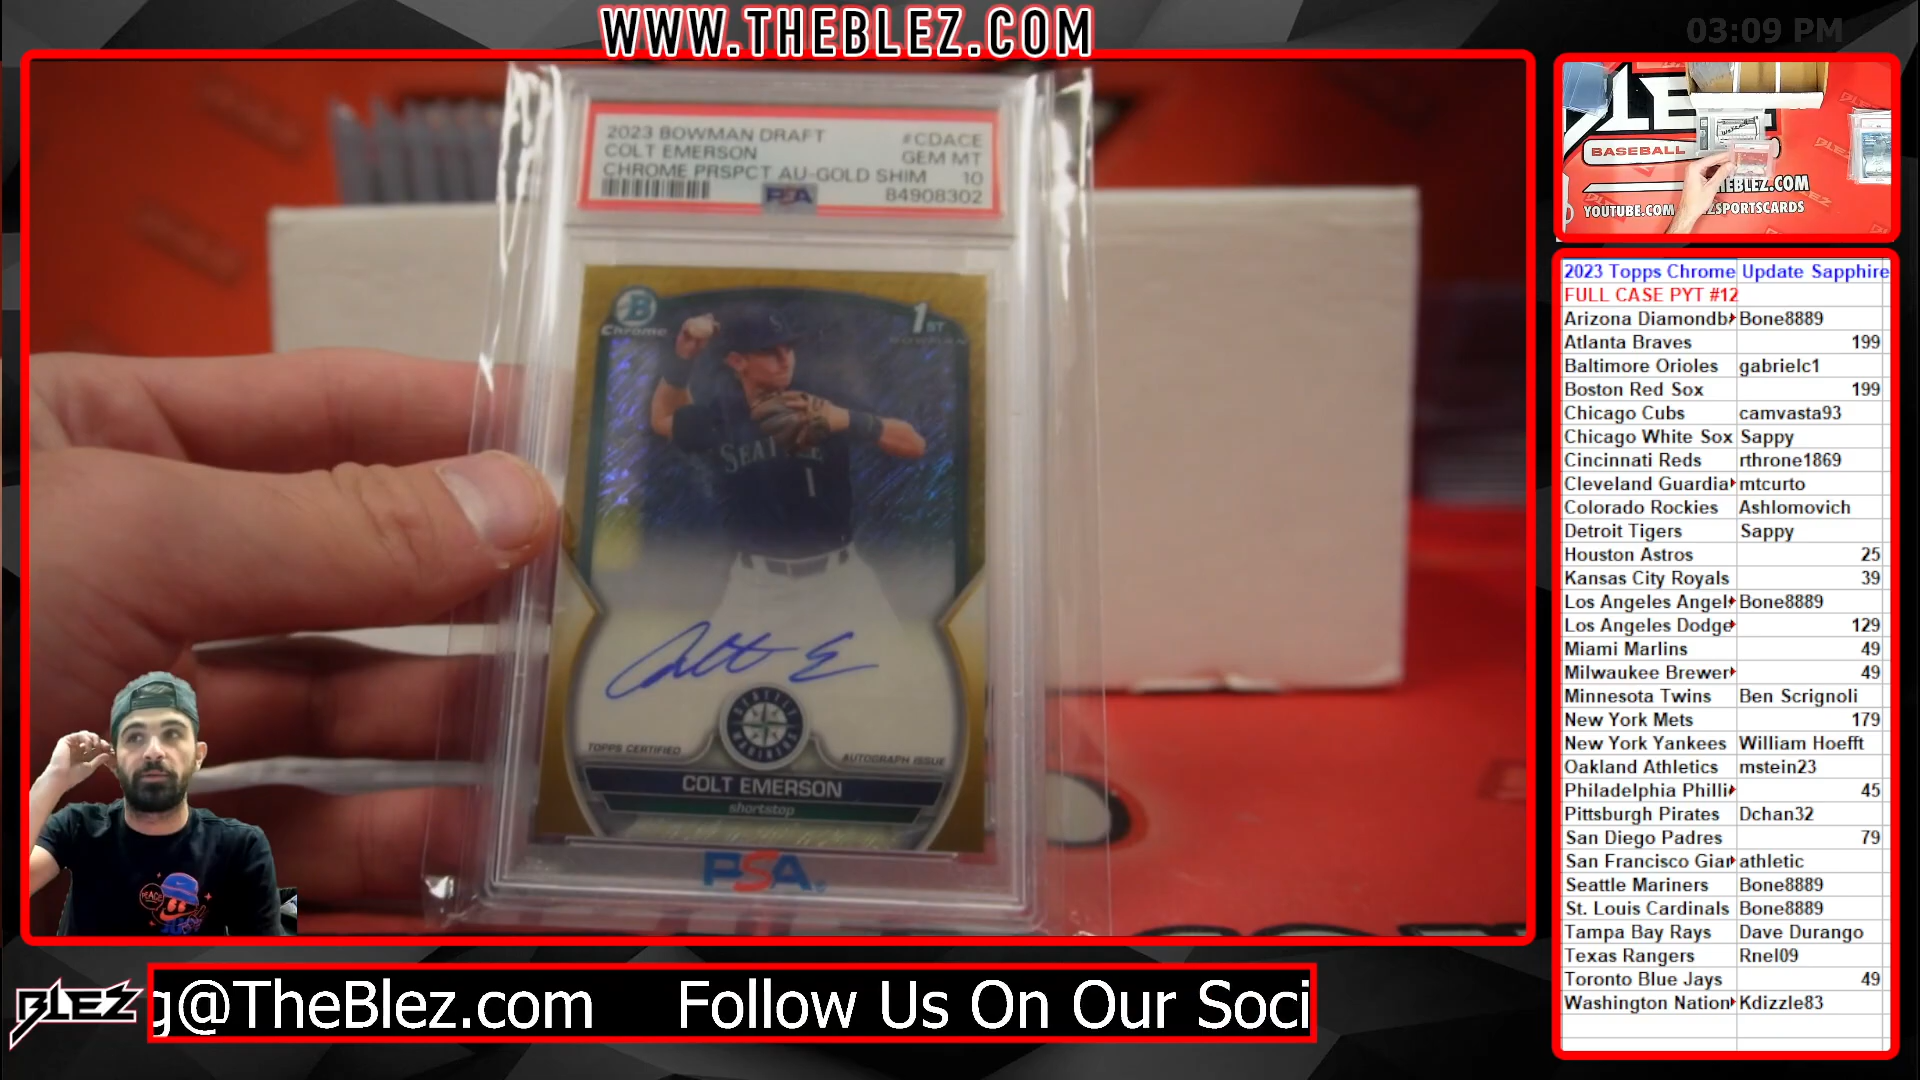 WWW.THEBLEZ.COM
03:09 PM
2023 BOWMAN DRAFT #CDACE
COLT EMERSON GEM MT
CHROME PRSPCT AU-GOLD SHIM 10
PSA 84908302
B
Chrome
1ST
BOWMAN
SEATTLE
1
TOPPS CERTIFIED
AUTOGRAPH ISSUE
COLT EMERSON
shortstop
PSA
BASEBALL
THEBLEZ.COM
YOUTUBE.COM
ZSPORTSCARDS
2023 Topps Chrome Update Sapphire
FULL CASE PYT #12
Arizona Diamondb Bone8889
Atlanta Braves 199
Baltimore Orioles gabrielc1
Boston Red Sox 199
Chicago Cubs camvasta93
Chicago White Sox Sappy
Cincinnati Reds rthrone1869
Cleveland Guardia mtcurto
Colorado Rockies Ashlomovich
Detroit Tigers Sappy
Houston Astros 25
Kansas City Royals 39
Los Angeles Angel Bone8889
Los Angeles Dodge 129
Miami Marlins 49
Milwaukee Brewer 49
Minnesota Twins Ben Scrignoli
New York Mets 179
New York Yankees William Hoefft
Oakland Athletics mstein23
Philadelphia Philli 45
Pittsburgh Pirates Dchan32
San Diego Padres 79
San Francisco Gian athletic
Seattle Mariners Bone8889
St. Louis Cardinals Bone8889
Tampa Bay Rays Dave Durango
Texas Rangers Rnel09
Toronto Blue Jays 49
Washington Nation Kdizzle83
PEACE
BLEZ
g@TheBlez.com Follow Us On Our Soci